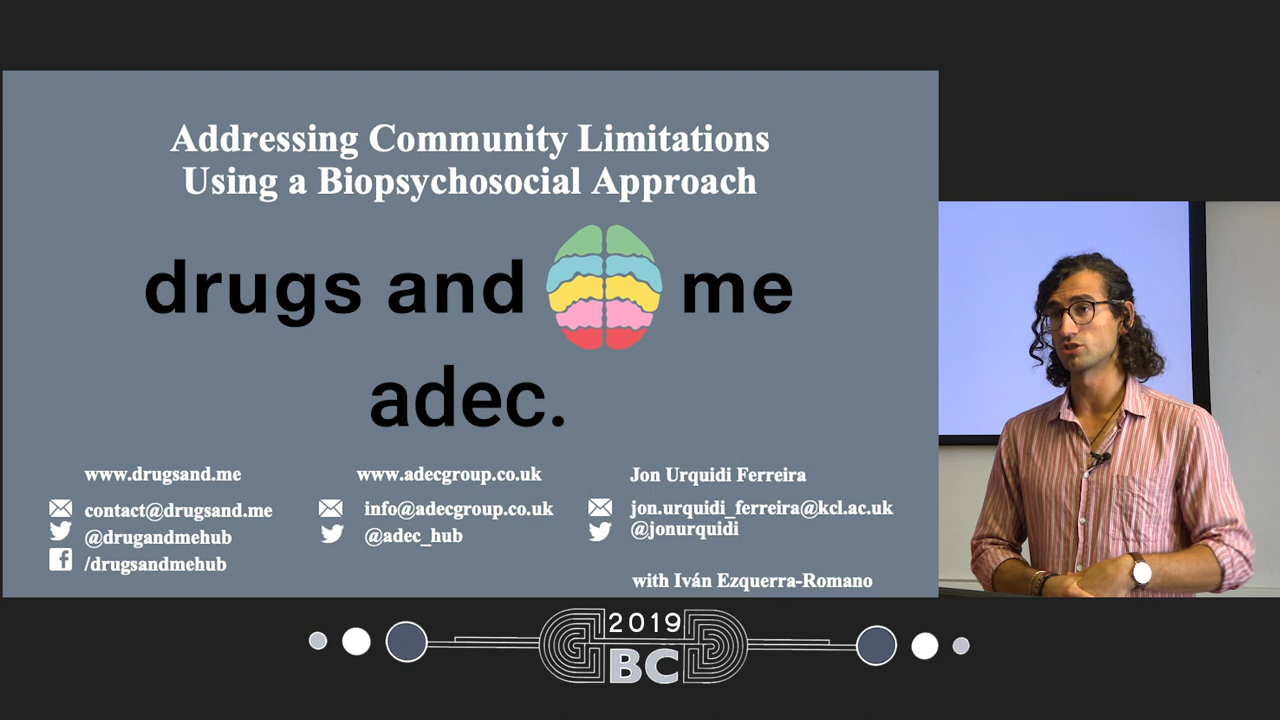 Addressing Community Limitations
Using a Biopsychosocial Approach
drugs and me
adec.
www.drugsand.me
contact@drugsand.me
@drugandmehub
/drugsandmehub
www.adecgroup.co.uk
info@adecgroup.co.uk
@adec_hub
Jon Urquidi Ferreira
jon.urquidi_ferreira@kcl.ac.uk
@jonurquidi
with Iván Ezquerra-Romano
2019
BC